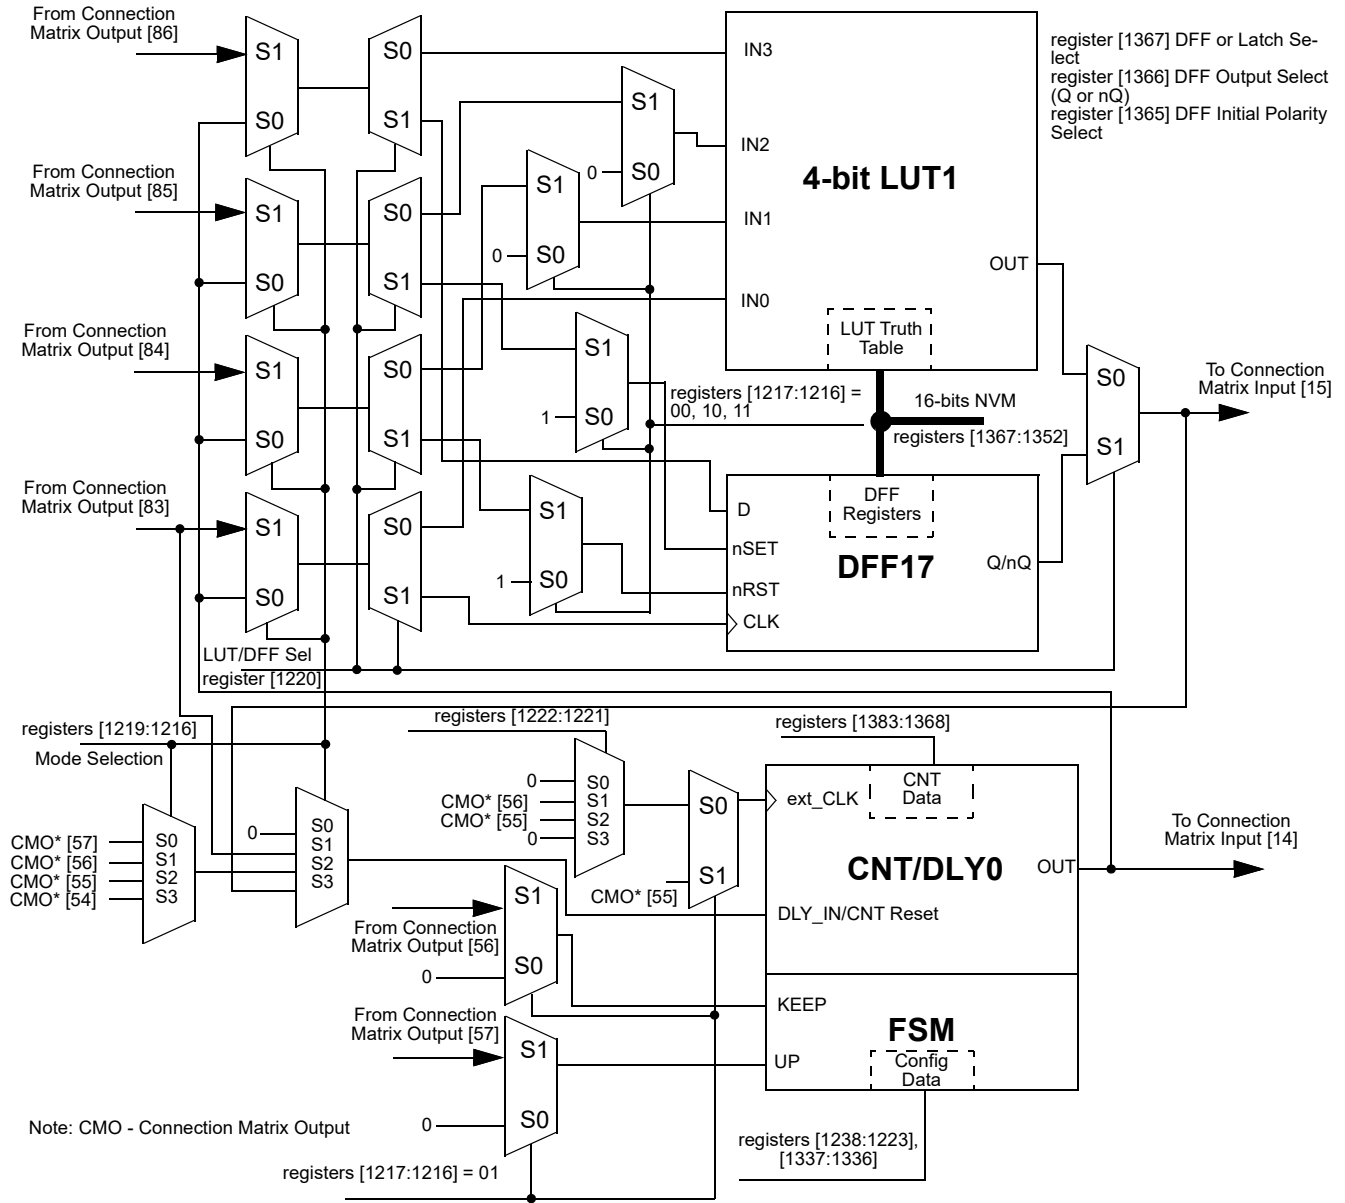 From Connection
Matrix Output [86]
S1
S0
S0
S1
IN3
S1
S0
0
IN2
4-bit LUT1
register [1367] DFF or Latch Se-
lect
register [1366] DFF Output Select
(Q or nQ)
register [1365] DFF Initial Polarity
Select
From Connection
Matrix Output [85]
S1
S0
S0
S1
S1
S0
0
IN1
OUT
IN0
LUT Truth
Table
From Connection
Matrix Output [84]
S1
S0
S0
S1
S1
S0
1
registers [1217:1216] =
00, 10, 11
16-bits NVM
registers [1367:1352]
S0
S1
To Connection
Matrix Input [15]
From Connection
Matrix Output [83]
S1
S0
S0
S1
S1
S0
1
D
nSET
nRST
CLK
DFF
Registers
DFF17
Q/nQ
LUT/DFF Sel
register [1220]
registers [1219:1216]
Mode Selection
registers [1222:1221]
registers [1383:1368]
0
CMO* [56]
CMO* [55]
0
S0
S1
S2
S3
S0
S1
CMO* [55]
ext_CLK
CNT
Data
CNT/DLY0
OUT
To Connection
Matrix Input [14]
CMO* [57]
CMO* [56]
CMO* [55]
CMO* [54]
S0
S1
S2
S3
0
S0
S1
S2
S3
DLY_IN/CNT Reset
From Connection
Matrix Output [56]
0
S1
S0
KEEP
FSM
From Connection
Matrix Output [57]
0
S1
S0
UP
Config
Data
Note: CMO - Connection Matrix Output
registers [1217:1216] = 01
registers [1238:1223],
[1337:1336]